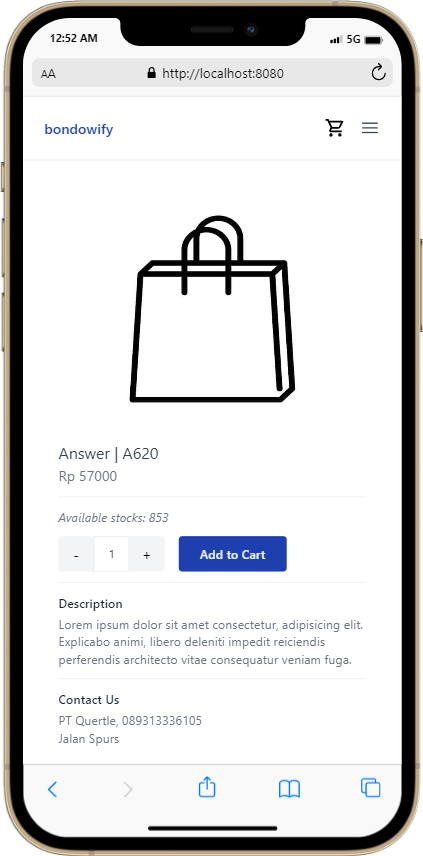 12:52 AM
5G
AA
http://localhost:8080
bondowify
Answer | A620
Rp 57000
Available stocks: 853
- 1 +
Add to Cart
Description
Lorem ipsum dolor sit amet consectetur, adipisicing elit.
Explicabo animi, libero deleniti impedit reiciendis
perferendis architecto vitae consequatur veniam fuga.
Contact Us
PT Quertle, 089313336105
Jalan Spurs